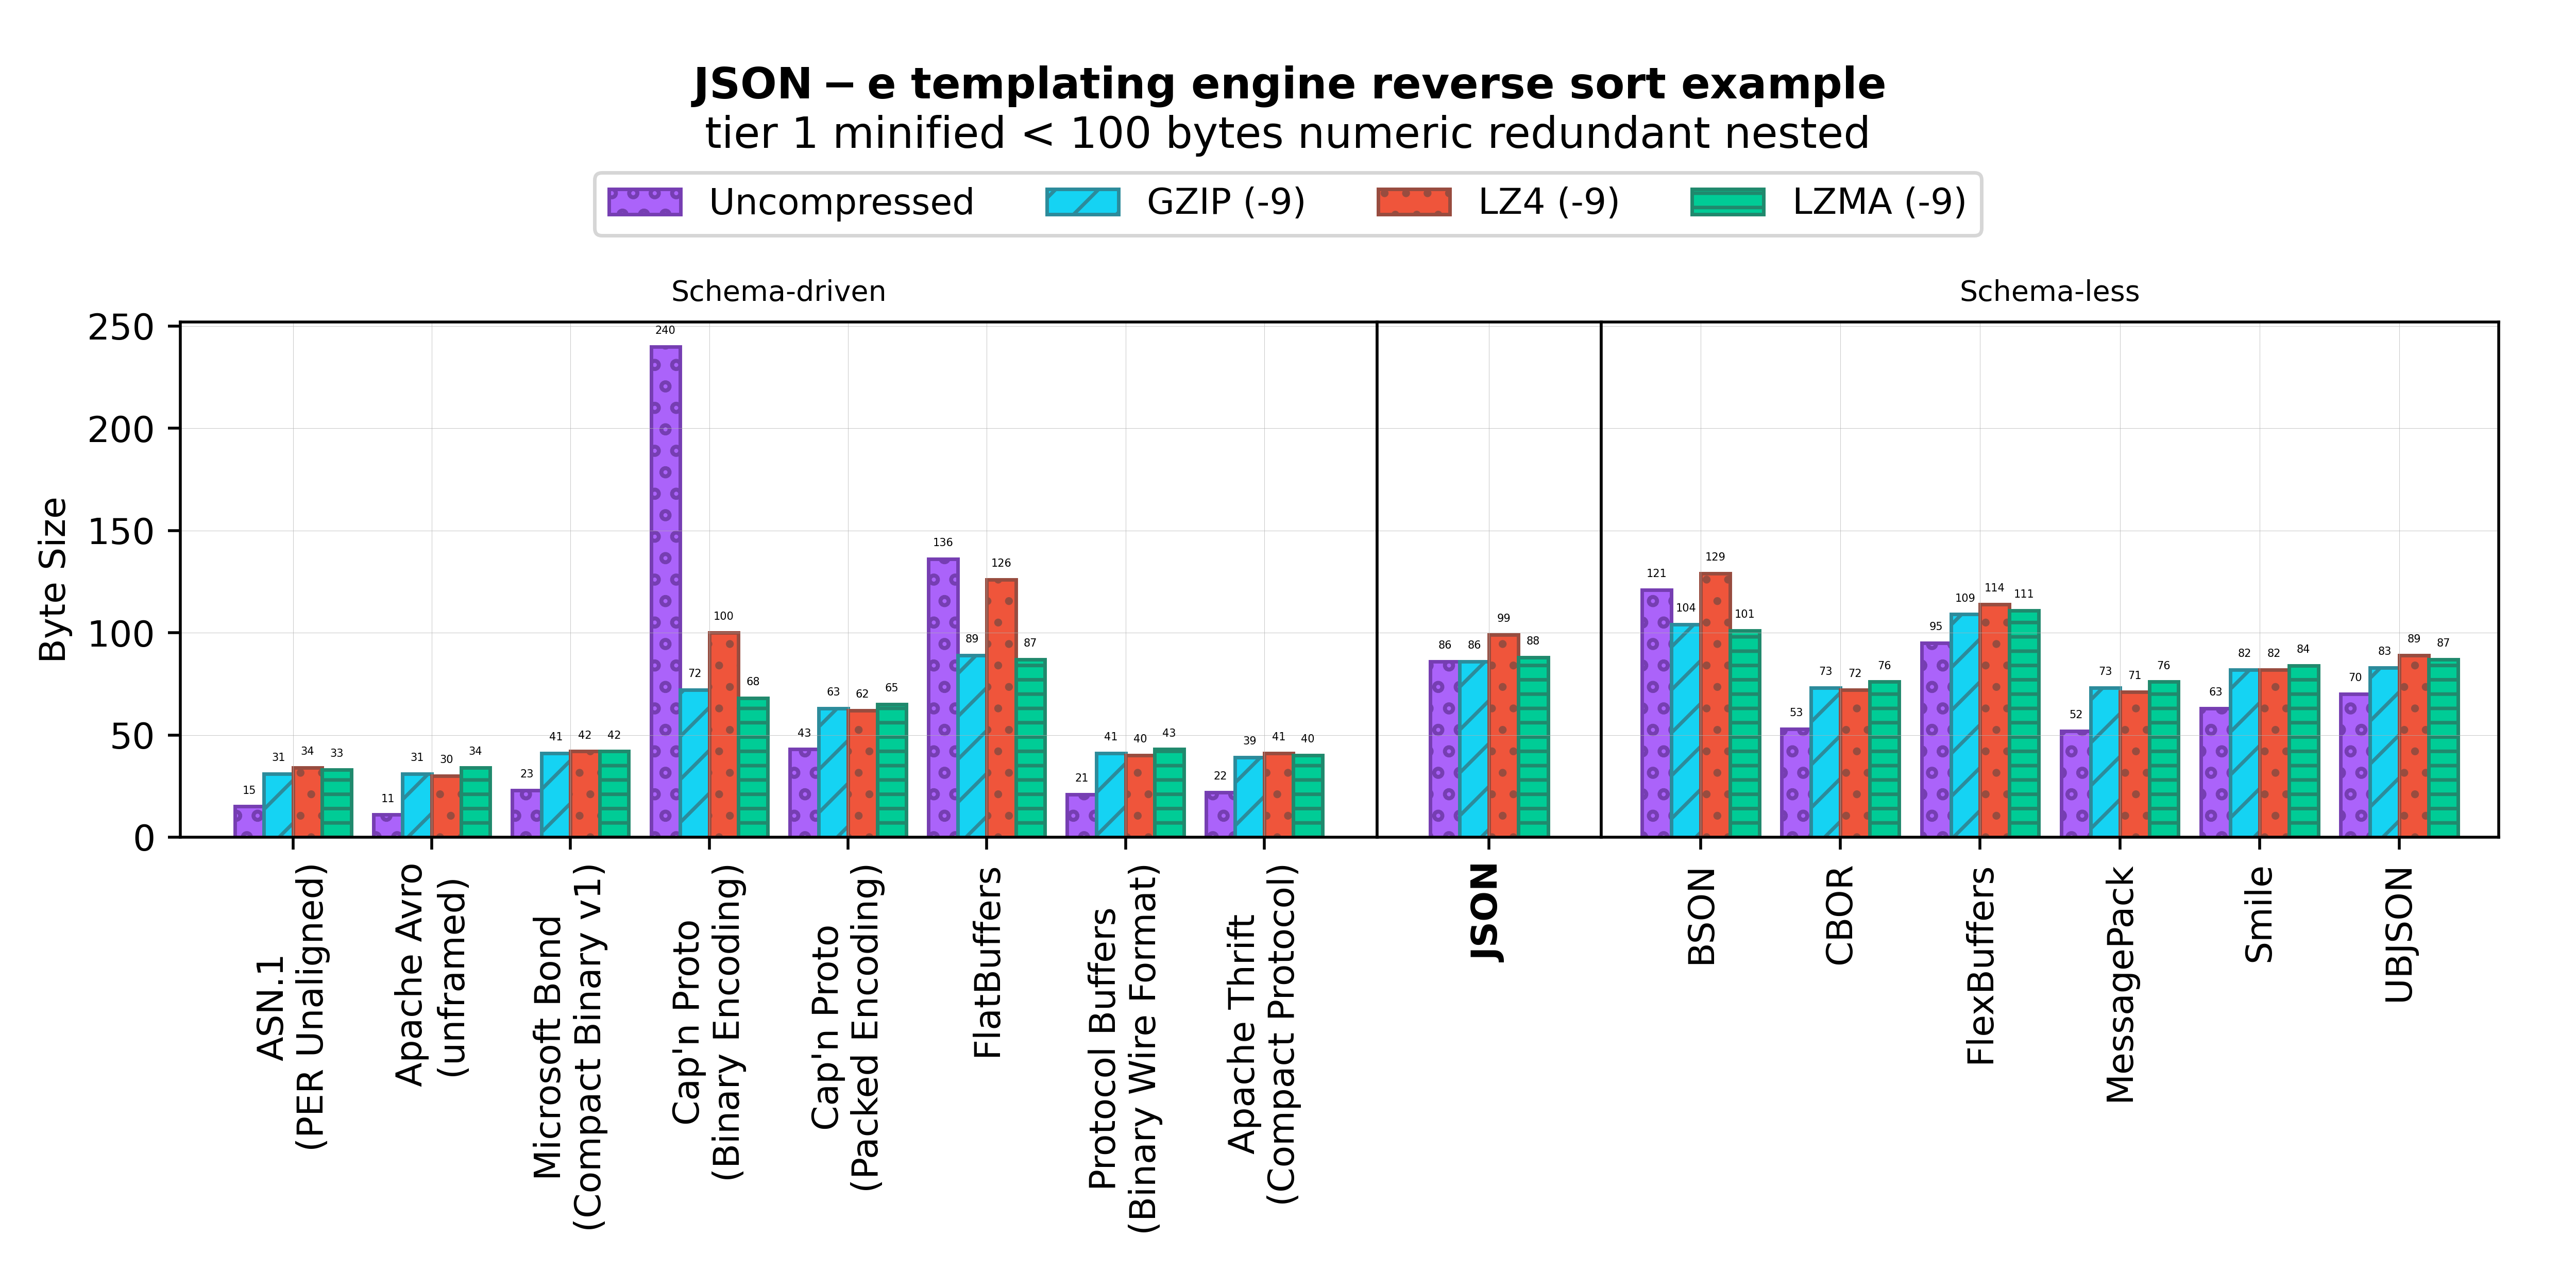 JSON − e templating engine reverse sort example
tier 1 minified < 100 bytes numeric redundant nested
Uncompressed
GZIP (-9)
LZ4 (-9)
LZMA (-9)
Schema-driven
Schema-less
Byte Size
250
200
150
100
50
0
15
31
34
33
11
31
30
34
23
41
42
42
240
72
100
68
43
63
62
65
136
89
126
87
21
41
40
43
22
39
41
40
86
86
99
88
121
104
129
101
53
73
72
76
95
109
114
111
52
73
71
76
63
82
82
84
70
83
89
87
ASN.1
(PER Unaligned)
Apache Avro
(unframed)
Microsoft Bond
(Compact Binary v1)
Cap'n Proto
(Binary Encoding)
Cap'n Proto
(Packed Encoding)
FlatBuffers
Protocol Buffers
(Binary Wire Format)
Apache Thrift
(Compact Protocol)
JSON
BSON
CBOR
FlexBuffers
MessagePack
Smile
UBJSON